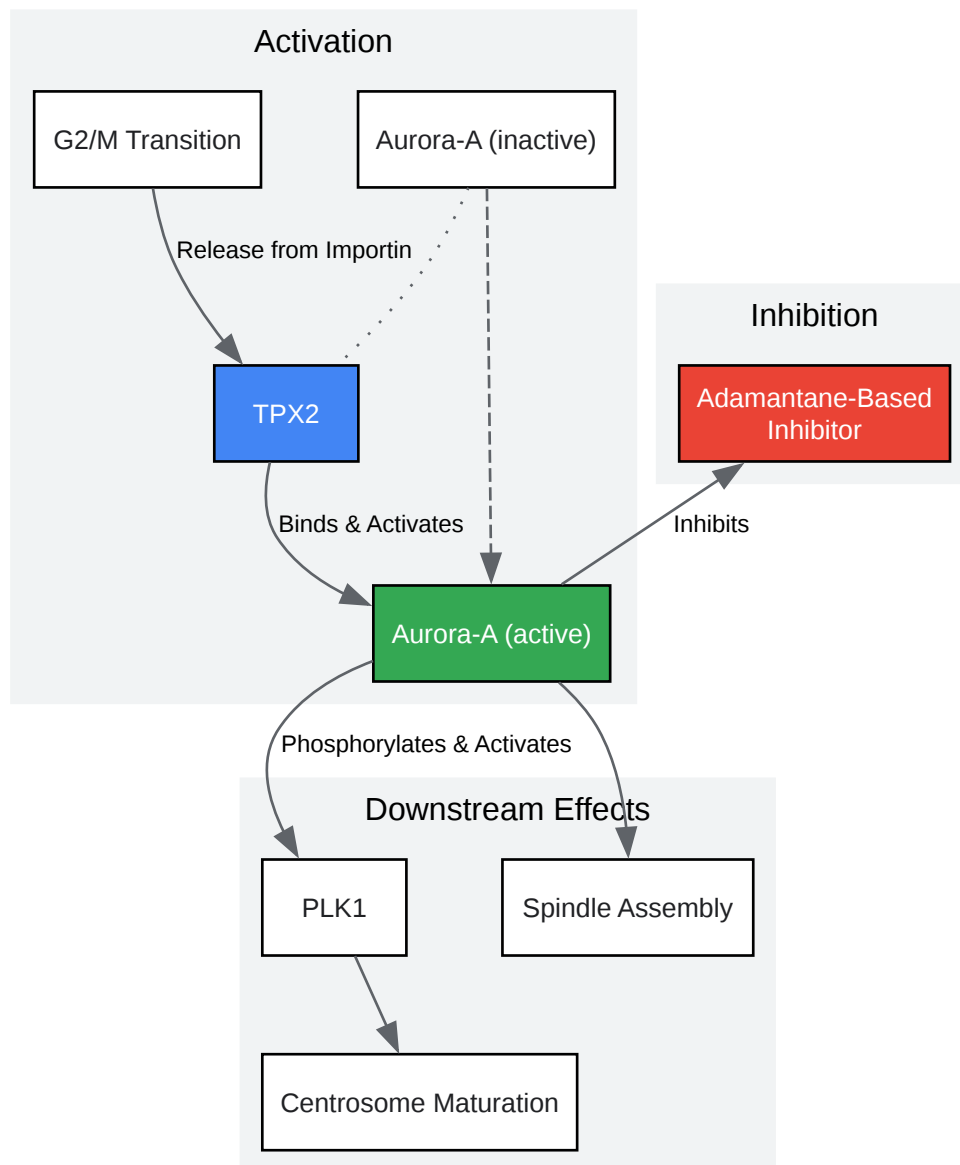 Activation
G2/M Transition
Aurora-A (inactive)
Release from Importin
Inhibition
TPX2
Adamantane-Based
Inhibitor
Binds & Activates
Inhibits
Aurora-A (active)
Phosphorylates & Activates
Downstream Effects
PLK1
Spindle Assembly
Centrosome Maturation